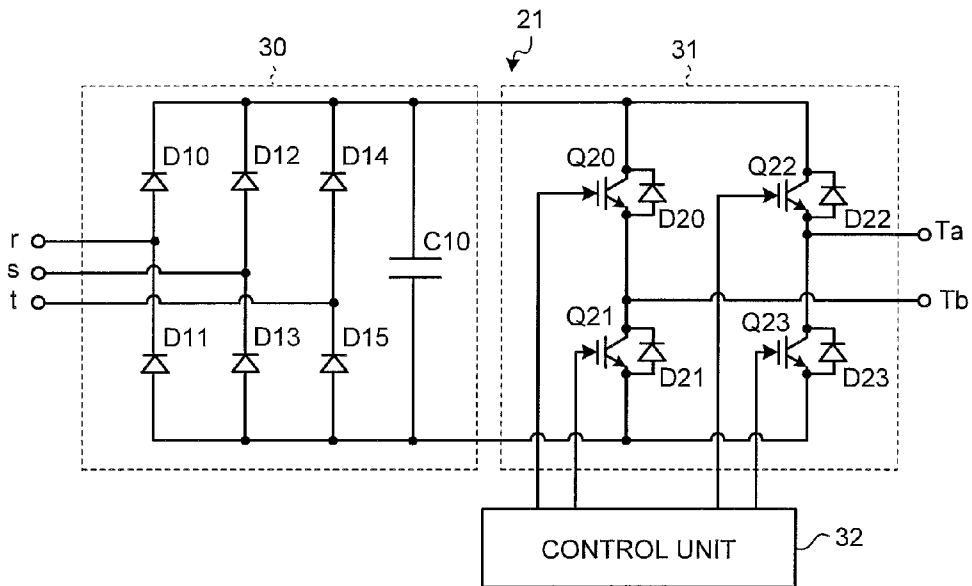 21
30
31
D10
D12
D14
Q20
Q22
D20
D22
r
s
t
C10
Ta
Tb
D11
D13
D15
Q21
Q23
D21
D23
CONTROL UNIT
32